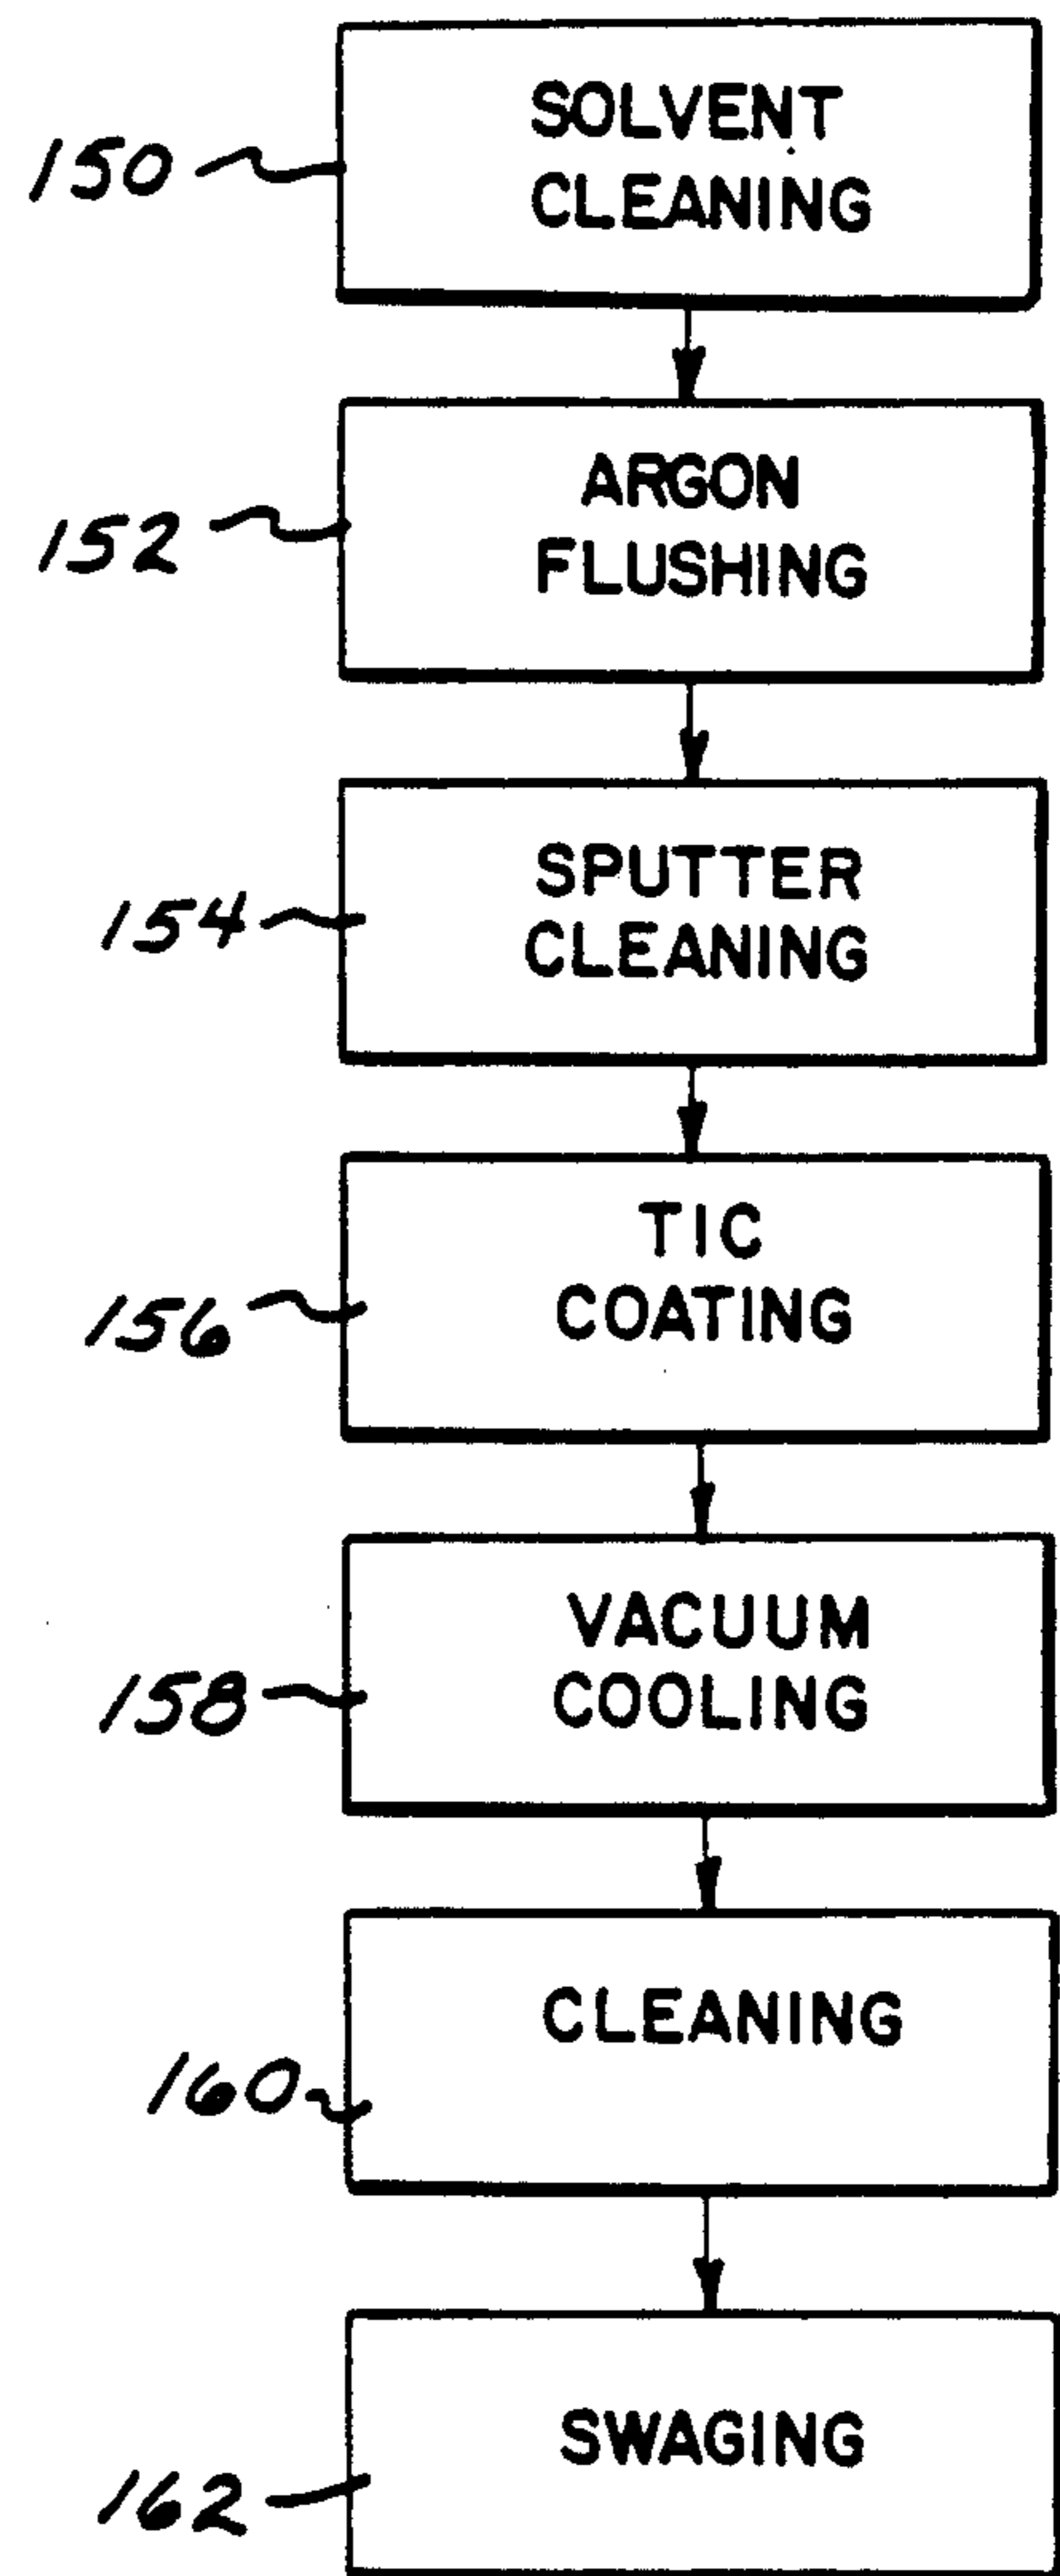 SOLVENT
CLEANING
150
ARGON
FLUSHING
152
SPUTTER
CLEANING
154
TIC
COATING
156
VACUUM
COOLING
158
CLEANING
160
SWAGING
162